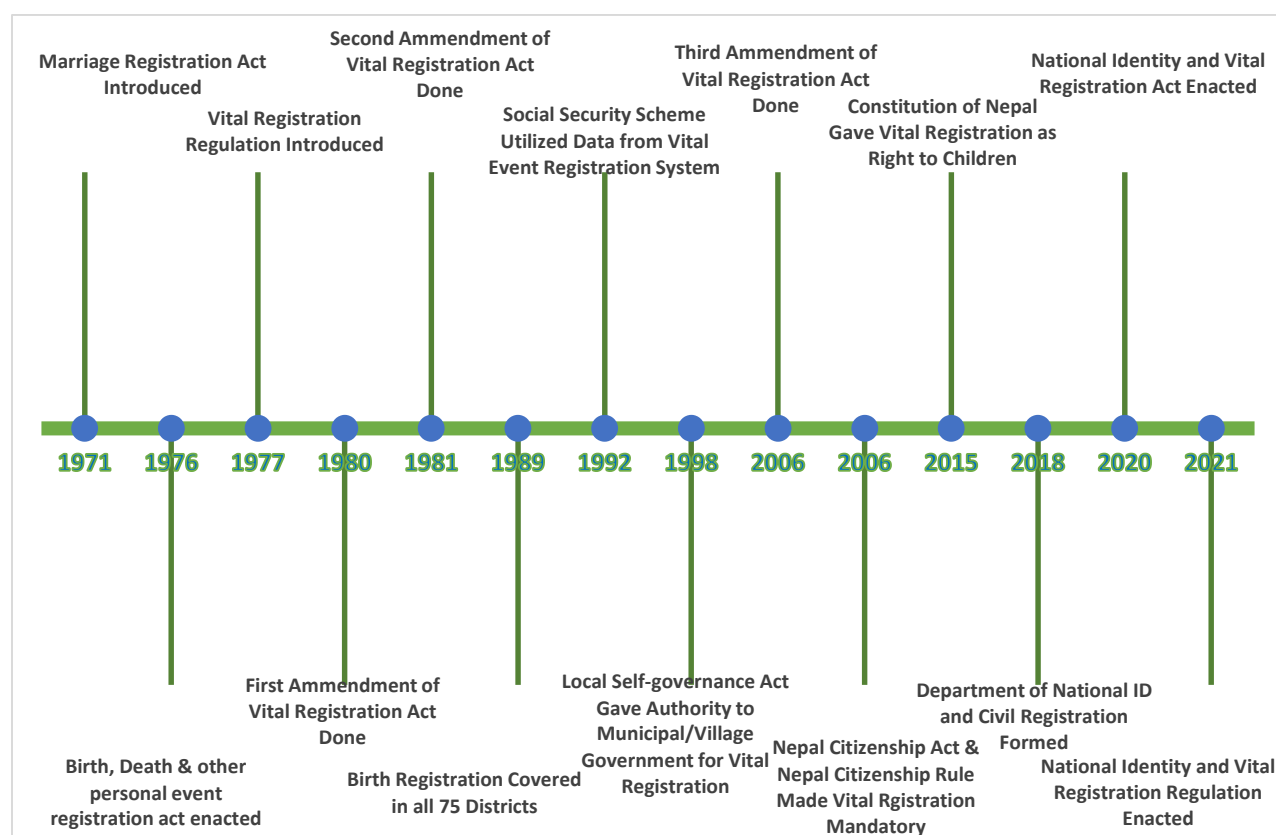 Marriage Registration Act
Introduced
Vital Registration
Regulation Introduced
Second Ammendment of
Vital Registration Act
Done
Social Security Scheme
Utilized Data from Vital
Event Registration System
Third Ammendment of
Vital Registration Act
Done
Constitution of Nepal
Gave Vital Registration as
Right to Children
National Identity and Vital
Registration Act Enacted
1971 1976 1977 1980 1981 1989 1992 1998 2006 2006 2015 2018 2020 2021
Birth, Death & other
personal event
registration act enacted
First Ammendment of
Vital Registration Act
Done
Birth Registration Covered
in all 75 Districts
Local Self-governance Act
Gave Authority to
Municipal/Village
Government for Vital
Registration
Nepal Citizenship Act &
Nepal Citizenship Rule
Made Vital Rgistration
Mandatory
Department of National ID
and Civil Registration
Formed
National Identity and Vital
Registration Regulation
Enacted